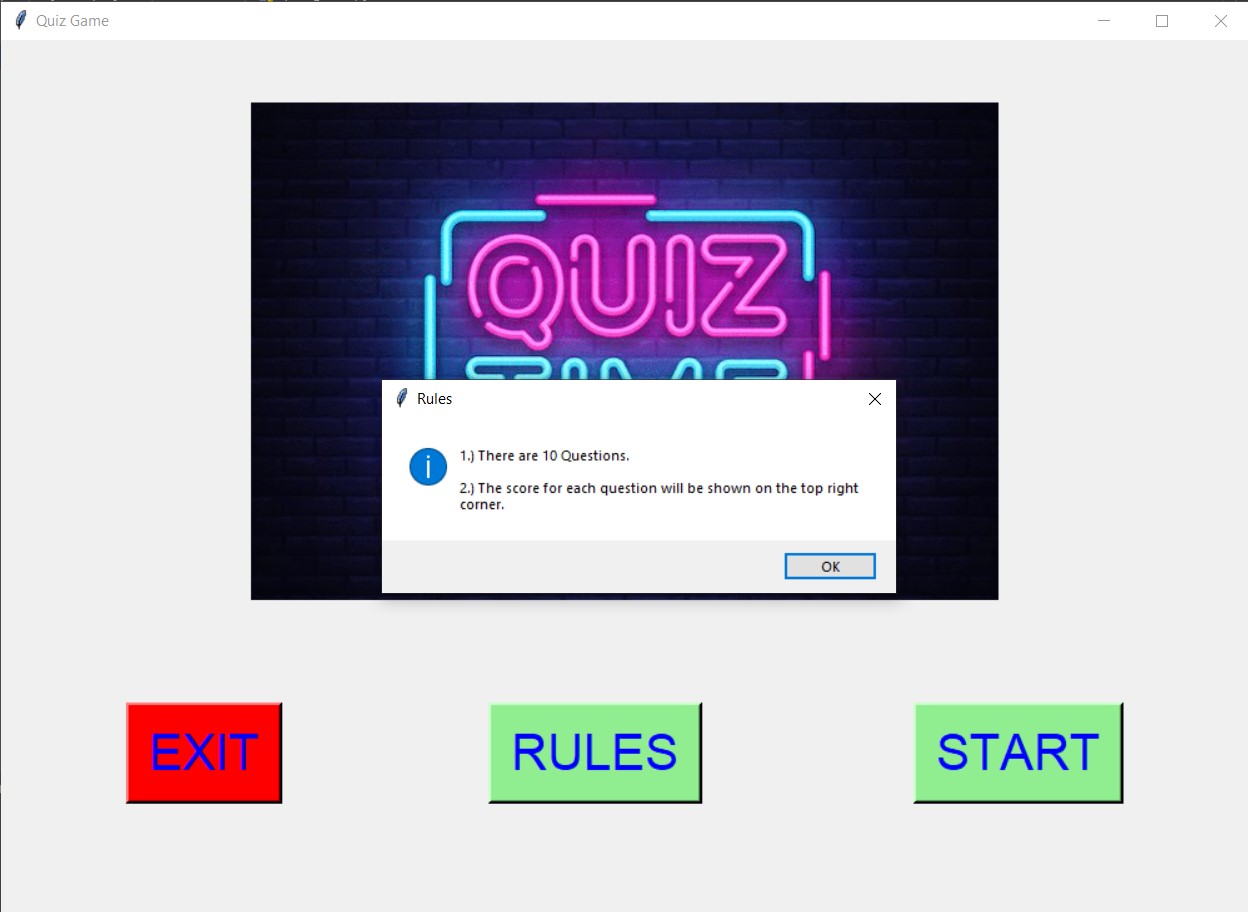 Quiz Game
QUIZ
TIME
Rules
1.) There are 10 Questions.
2.) The score for each question will be shown on the top right
corner.
OK
EXIT
RULES
START